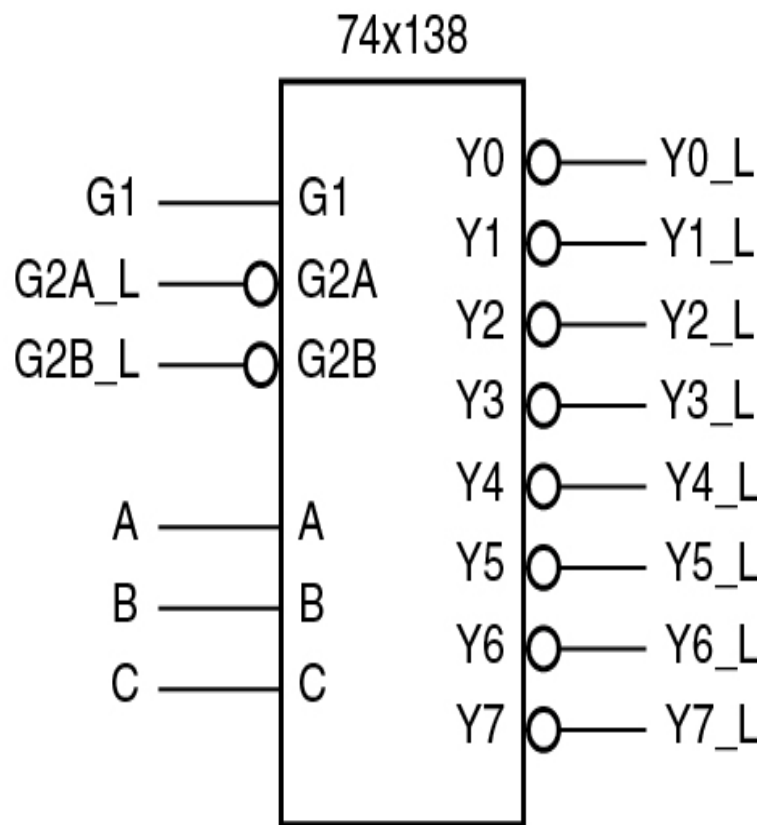 74x138
Y0 Y0_L
G1 G1
Y1 Y1_L
G2A_L G2A
Y2 Y2_L
G2B_L G2B
Y3 Y3_L
Y4 Y4_L
A A
Y5 Y5_L
B B
Y6 Y6_L
C C
Y7 Y7_L